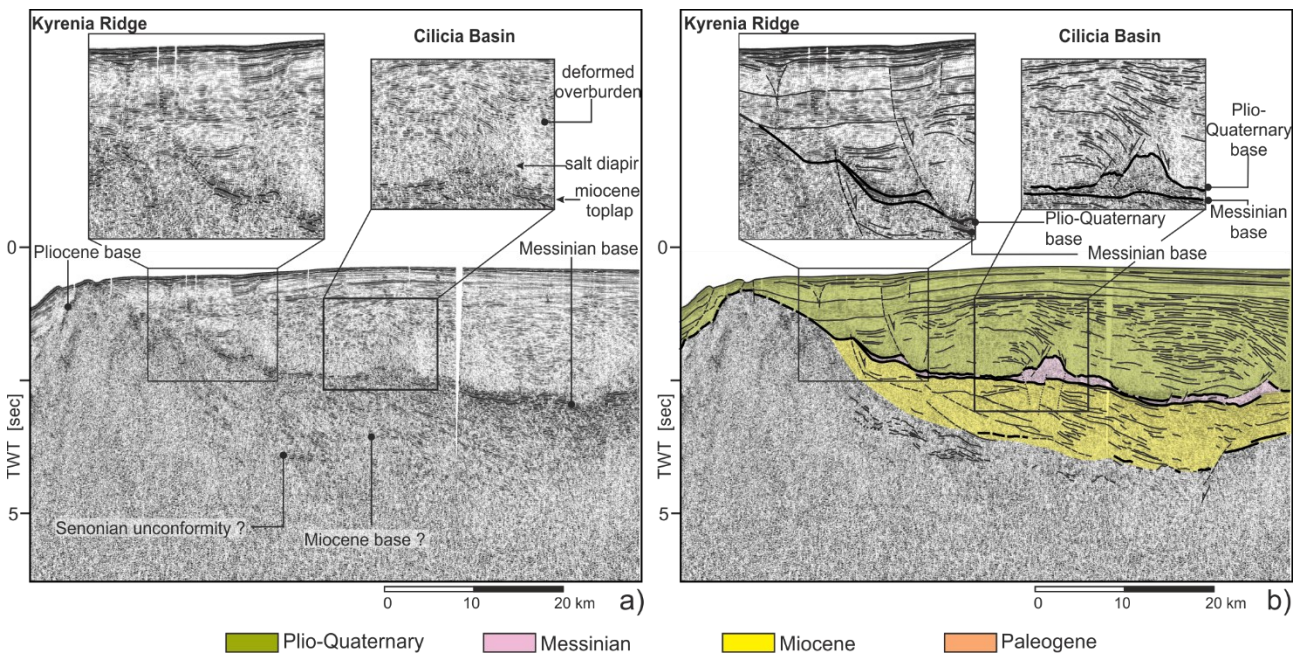 Kyrenia Ridge
Cilicia Basin
deformed
overburden
salt diapir
miocene
toplap
0
Pliocene base
Messinian base
TWT [sec]
5
Senonian unconformity ?
Miocene base ?
0 10 20 km
a)
Kyrenia Ridge
Cilicia Basin
Plio-
Quaternary
base
Messinian
base
Plio-Quaternary
base
Messinian base
0
TWT [sec]
5
0 10 20 km
b)
Plio-Quaternary
Messinian
Miocene
Paleogene